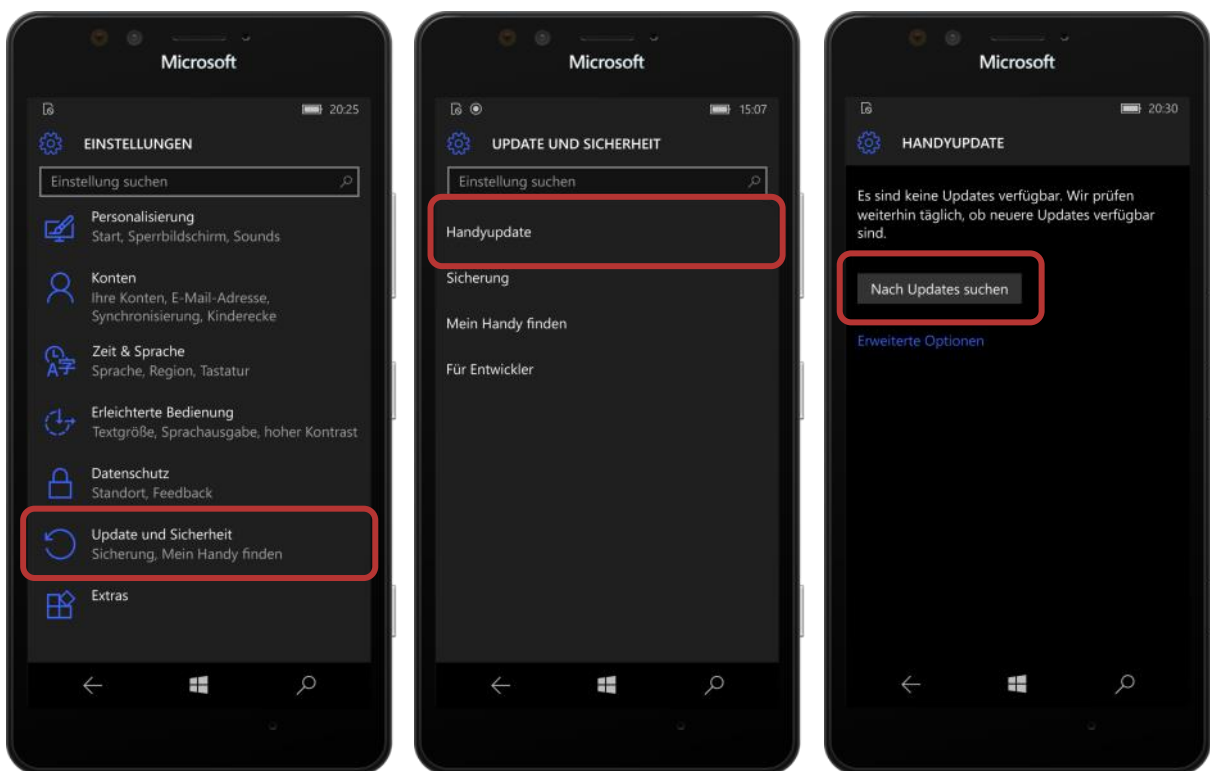 Microsoft
20:25
EINSTELLUNGEN
Einstellung suchen
Personalisierung
Start, Sperrbildschirm, Sounds
Konten
Ihre Konten, E-Mail-Adresse,
Synchronisierung, Kinderecke
Zeit & Sprache
Sprache, Region, Tastatur
Erleichterte Bedienung
Textgröße, Sprachausgabe, hoher Kontrast
Datenschutz
Standort, Feedback
Update und Sicherheit
Sicherung, Mein Handy finden
Extras
Microsoft
15:07
UPDATE UND SICHERHEIT
Einstellung suchen
Handyupdate
Sicherung
Mein Handy finden
Für Entwickler
Microsoft
20:30
HANDYUPDATE
Es sind keine Updates verfügbar. Wir prüfen
weiterhin täglich, ob neuere Updates verfügbar
sind.
Nach Updates suchen
Erweiterte Optionen